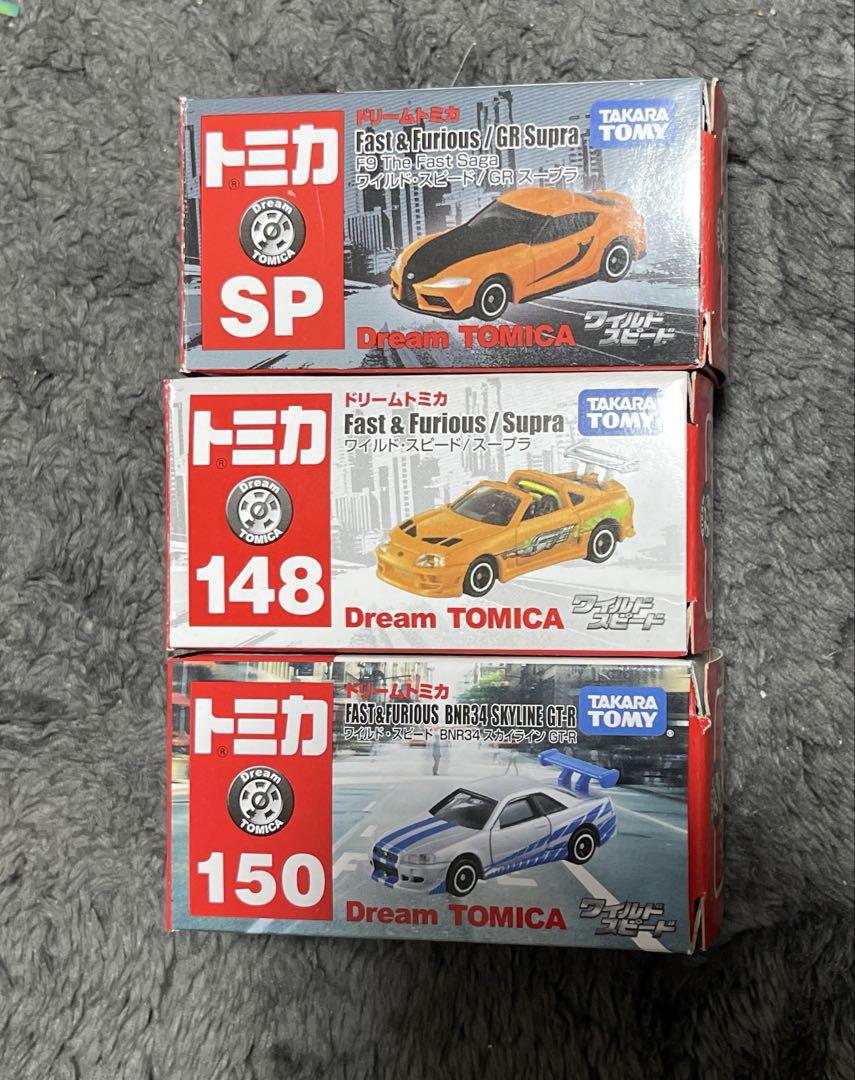 トミカ
®
Dream
TOMICA
SP
ドリームトミカ
Fast & Furious / GR Supra
F9 The Fast Saga
ワイルド・スピード/GR スープラ
TAKARA
TOMY
Dream TOMICA
ワイルド
スピード
トミカ
®
Dream
TOMICA
148
ドリームトミカ
Fast & Furious / Supra
ワイルド・スピード/スープラ
TAKARA
TOMY
Dream TOMICA
ワイルド
スピード
トミカ
®
Dream
TOMICA
150
ドリームトミカ
FAST&FURIOUS BNR34 SKYLINE GT-R
ワイルド・スピード BNR34 スカイライン GT-R
TAKARA
TOMY
®
Dream TOMICA
ワイルド
スピード